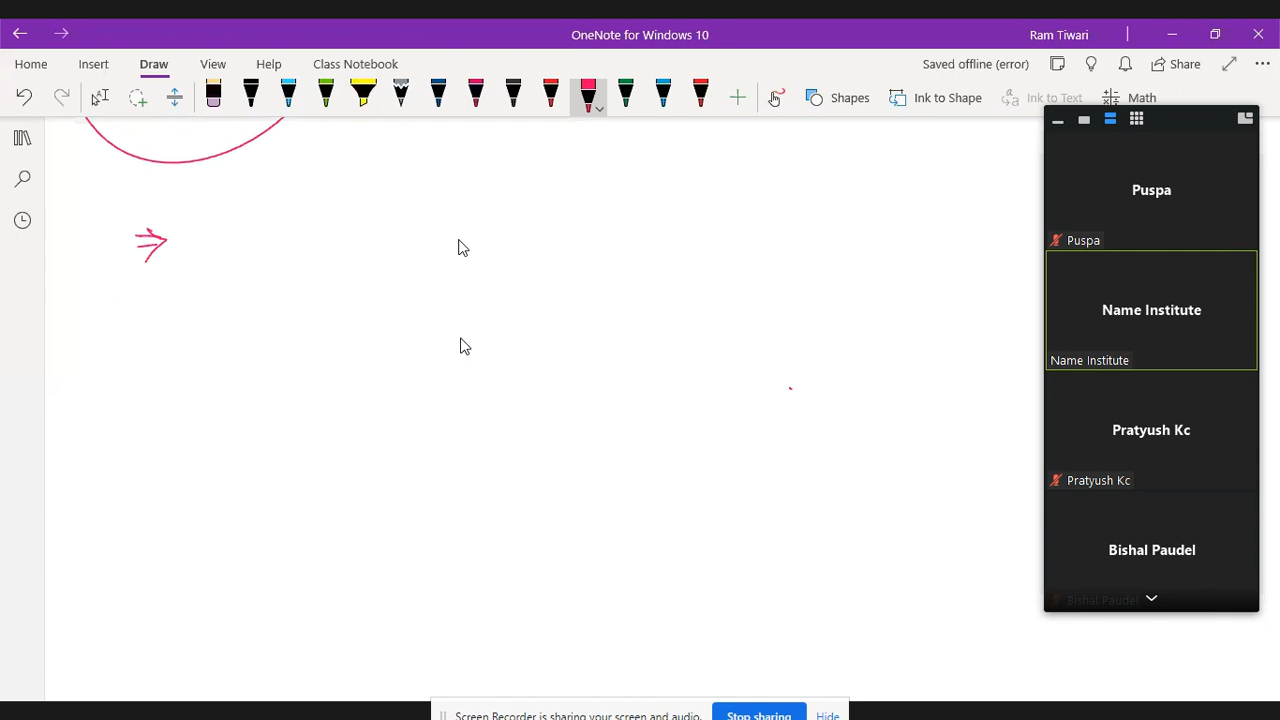 OneNote for Windows 10
Ram Tiwari
Home Insert Draw View Help Class Notebook
Saved offline (error) Share
Shapes Ink to Shape Ink to Text Math
Puspa
Puspa
Name Institute
Name Institute
Pratyush Kc
Pratyush Kc
Bishal Paudel
Bishal Paudel
Screen Recorder is sharing your screen and audio. Stop sharing Hide